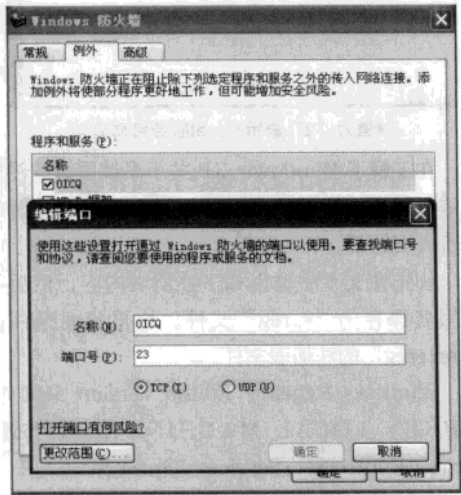 Windows 防火墙
常规 例外 高级
Windows 防火墙正在阻止除下列选定程序和服务之外的传入网络连接。添
加例外将使部分程序更好地工作，但可能增加安全风险。
程序和服务(P):
名称
OICQ
编辑端口
使用这些设置打开通过 Windows 防火墙的端口以使用。要查找端口号
和协议，请查阅您要使用的程序或服务的文档。
名称(N): OICQ
端口号(P): 23
TCP(T) UDP(U)
打开端口有何风险?
更改范围(C)... 确定 取消
确定 取消